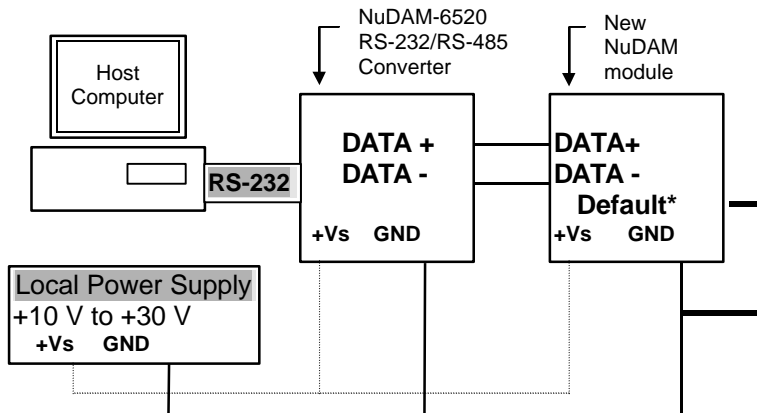 NuDAM-6520
RS-232/RS-485
Converter
New
NuDAM
module
Host
Computer
DATA +
DATA -
DATA+
DATA -
Default*
RS-232
+Vs GND
+Vs GND
Local Power Supply
+10 V to +30 V
+Vs GND